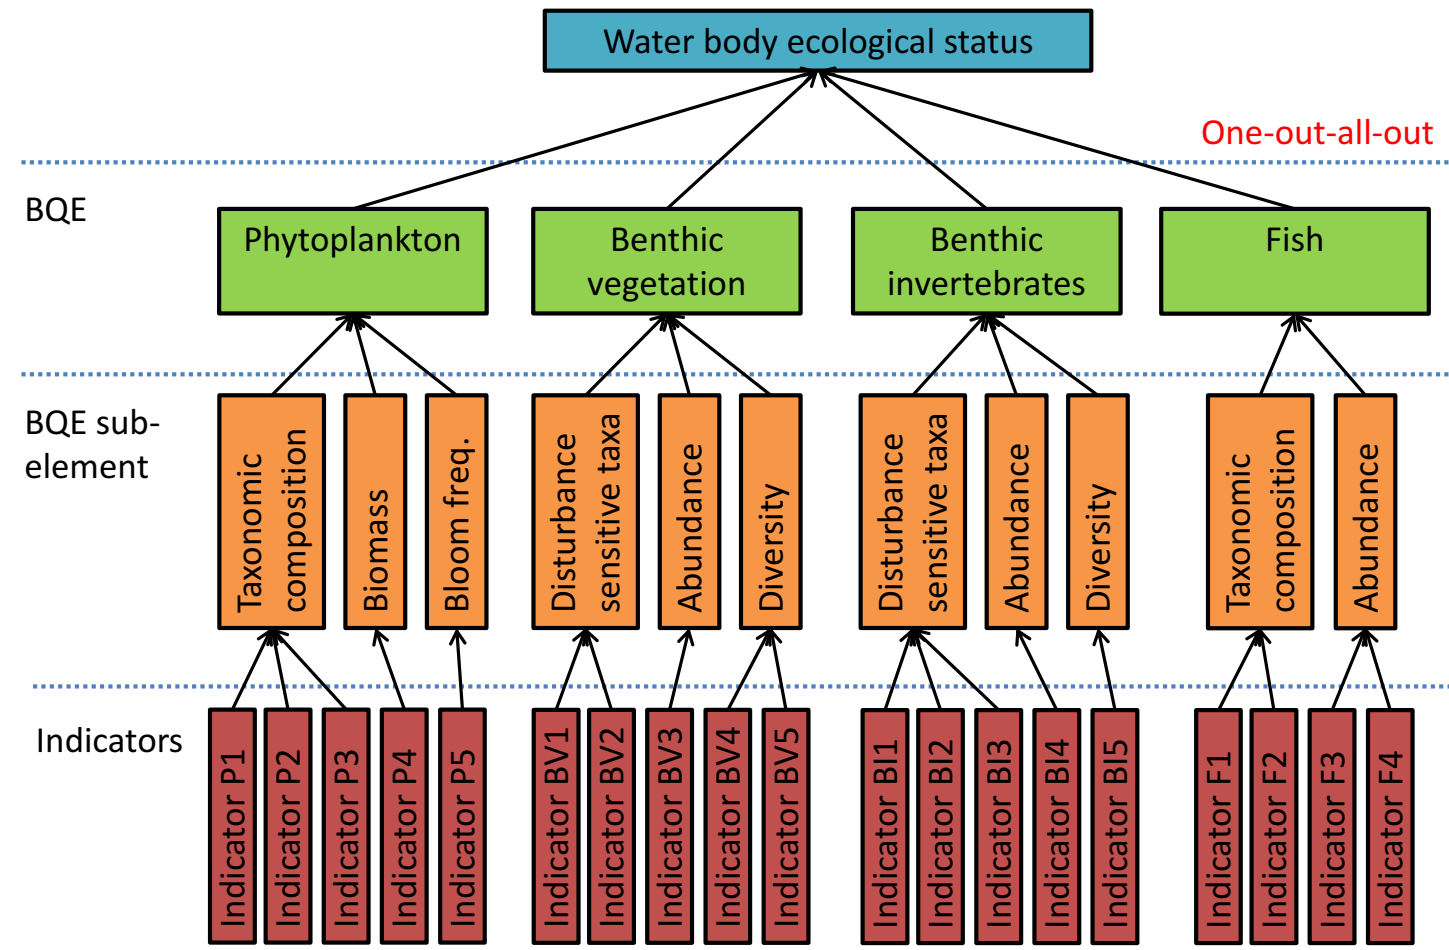 Water body ecological status
One-out-all-out
BQE
Phytoplankton
Benthic
vegetation
Benthic
invertebrates
Fish
BQE sub-
element
Taxonomic
composition
Biomass
Bloom freq.
Disturbance
sensitive taxa
Abundance
Diversity
Disturbance
sensitive taxa
Abundance
Diversity
Taxonomic
composition
Abundance
Indicators
Indicator P1
Indicator P2
Indicator P3
Indicator P4
Indicator P5
Indicator BV1
Indicator BV2
Indicator BV3
Indicator BV4
Indicator BV5
Indicator BI1
Indicator BI2
Indicator BI3
Indicator BI4
Indicator BI5
Indicator F1
Indicator F2
Indicator F3
Indicator F4